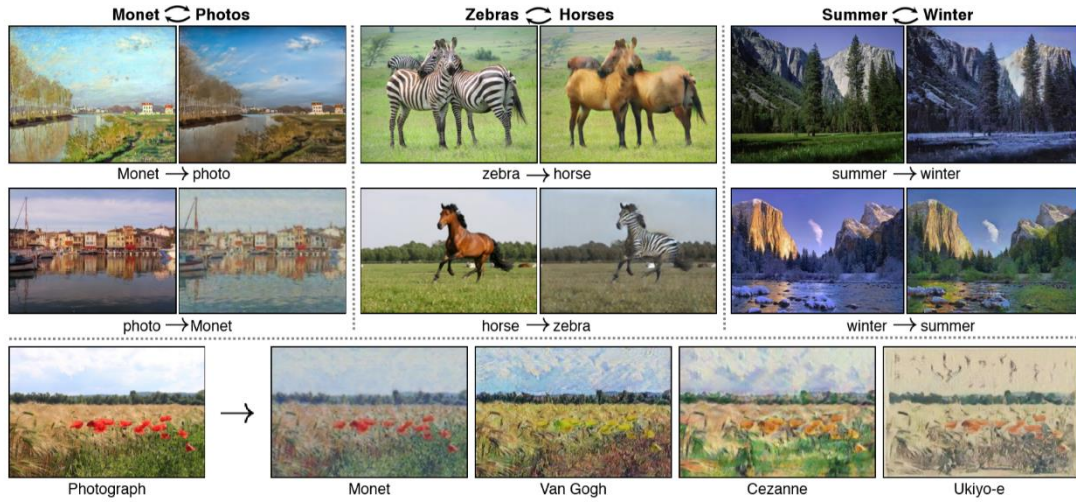 Monet ⇄ Photos
Zebras ⇄ Horses
Summer ⇄ Winter
Monet → photo
zebra → horse
summer → winter
photo → Monet
horse → zebra
winter → summer
Photograph
Monet
Van Gogh
Cezanne
Ukiyo-e